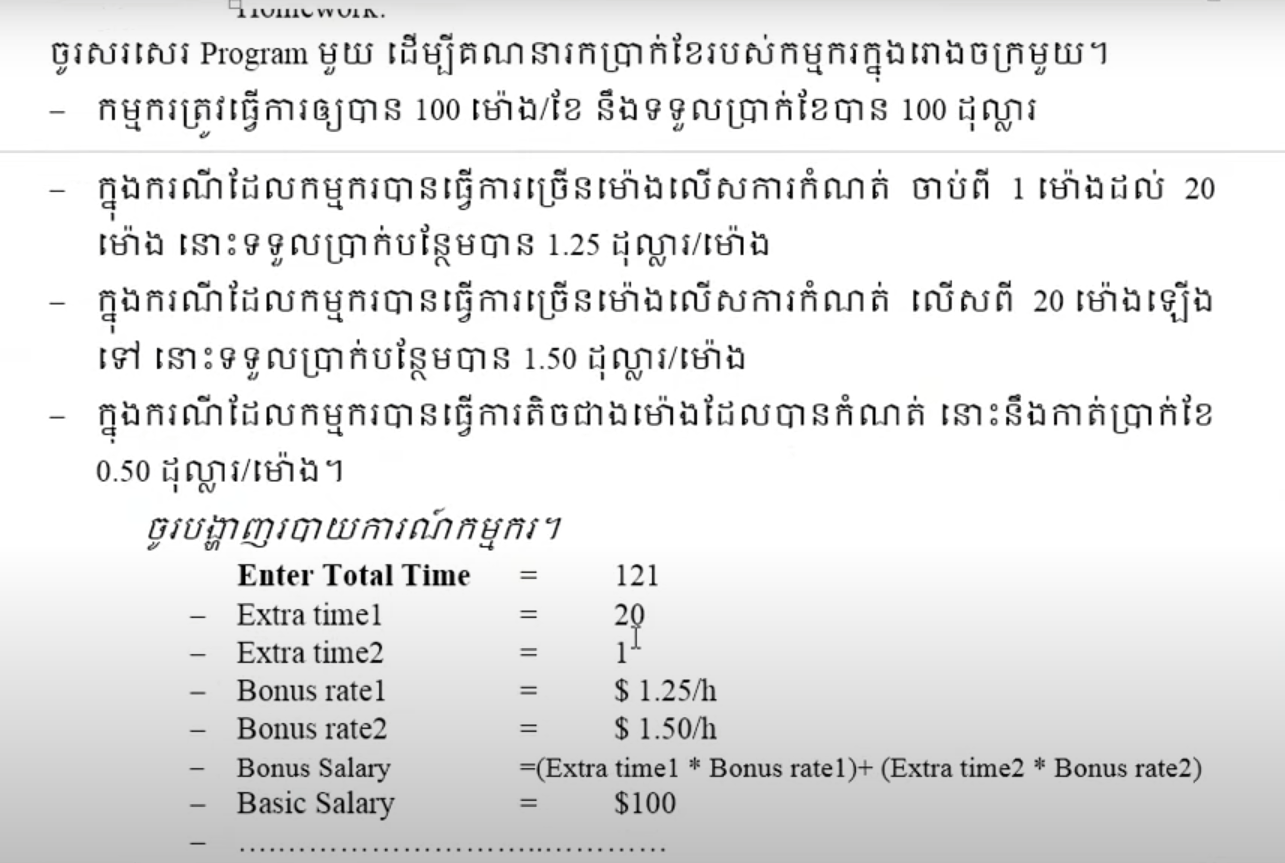 Homework:
ចូរសរសេរ Program មួយ ដើម្បីគណនារកប្រាក់ខែរបស់កម្មករក្នុងរោងចក្រមួយ។
– កម្មករត្រូវធ្វើការឲ្យបាន 100 ម៉ោង/ខែ នឹងទទួលប្រាក់ខែបាន 100 ដុល្លារ
– ក្នុងករណីដែលកម្មករបានធ្វើការច្រើនម៉ោងលើសការកំណត់ ចាប់ពី 1 ម៉ោងដល់ 20
ម៉ោង នោះទទួលប្រាក់បន្ថែមបាន 1.25 ដុល្លារ/ម៉ោង
– ក្នុងករណីដែលកម្មករបានធ្វើការច្រើនម៉ោងលើសការកំណត់ លើសពី 20 ម៉ោងឡើង
ទៅ នោះទទួលប្រាក់បន្ថែមបាន 1.50 ដុល្លារ/ម៉ោង
– ក្នុងករណីដែលកម្មករបានធ្វើការតិចជាងម៉ោងដែលបានកំណត់ នោះនឹងកាត់ប្រាក់ខែ
0.50 ដុល្លារ/ម៉ោង។
ចូរបង្ហាញរបាយការណ៍កម្មករ។
Enter Total Time = 121
– Extra time1 = 20
– Extra time2 = 1
– Bonus rate1 = $ 1.25/h
– Bonus rate2 = $ 1.50/h
– Bonus Salary =(Extra time1 * Bonus rate1)+ (Extra time2 * Bonus rate2)
– Basic Salary = $100
– ........................................